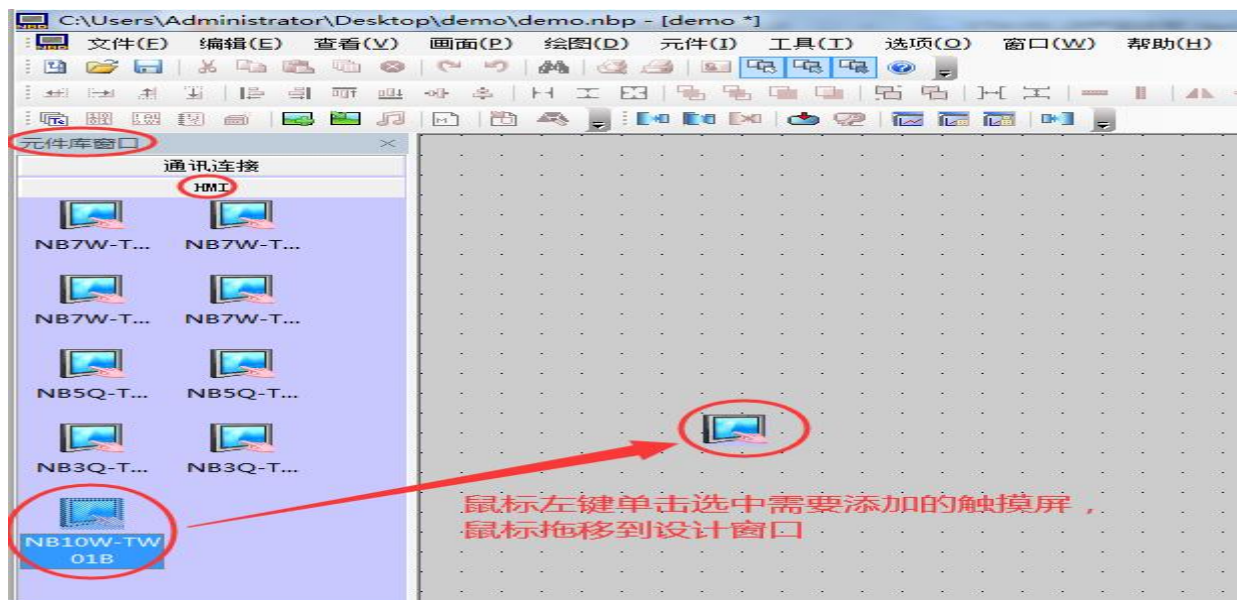 C:\Users\Administrator\Desktop\demo\demo.nbp - [demo *]
文件(F) 编辑(E) 查看(V) 画面(P) 绘图(D) 元件(I) 工具(T) 选项(O) 窗口(W) 帮助(H)
元件库窗口
通讯连接
HMI
NB7W-T... NB7W-T...
NB7W-T... NB7W-T...
NB5Q-T... NB5Q-T...
NB3Q-T... NB3Q-T...
NB10W-TW
01B
鼠标左键单击选中需要添加的触摸屏，
鼠标拖移到设计窗口